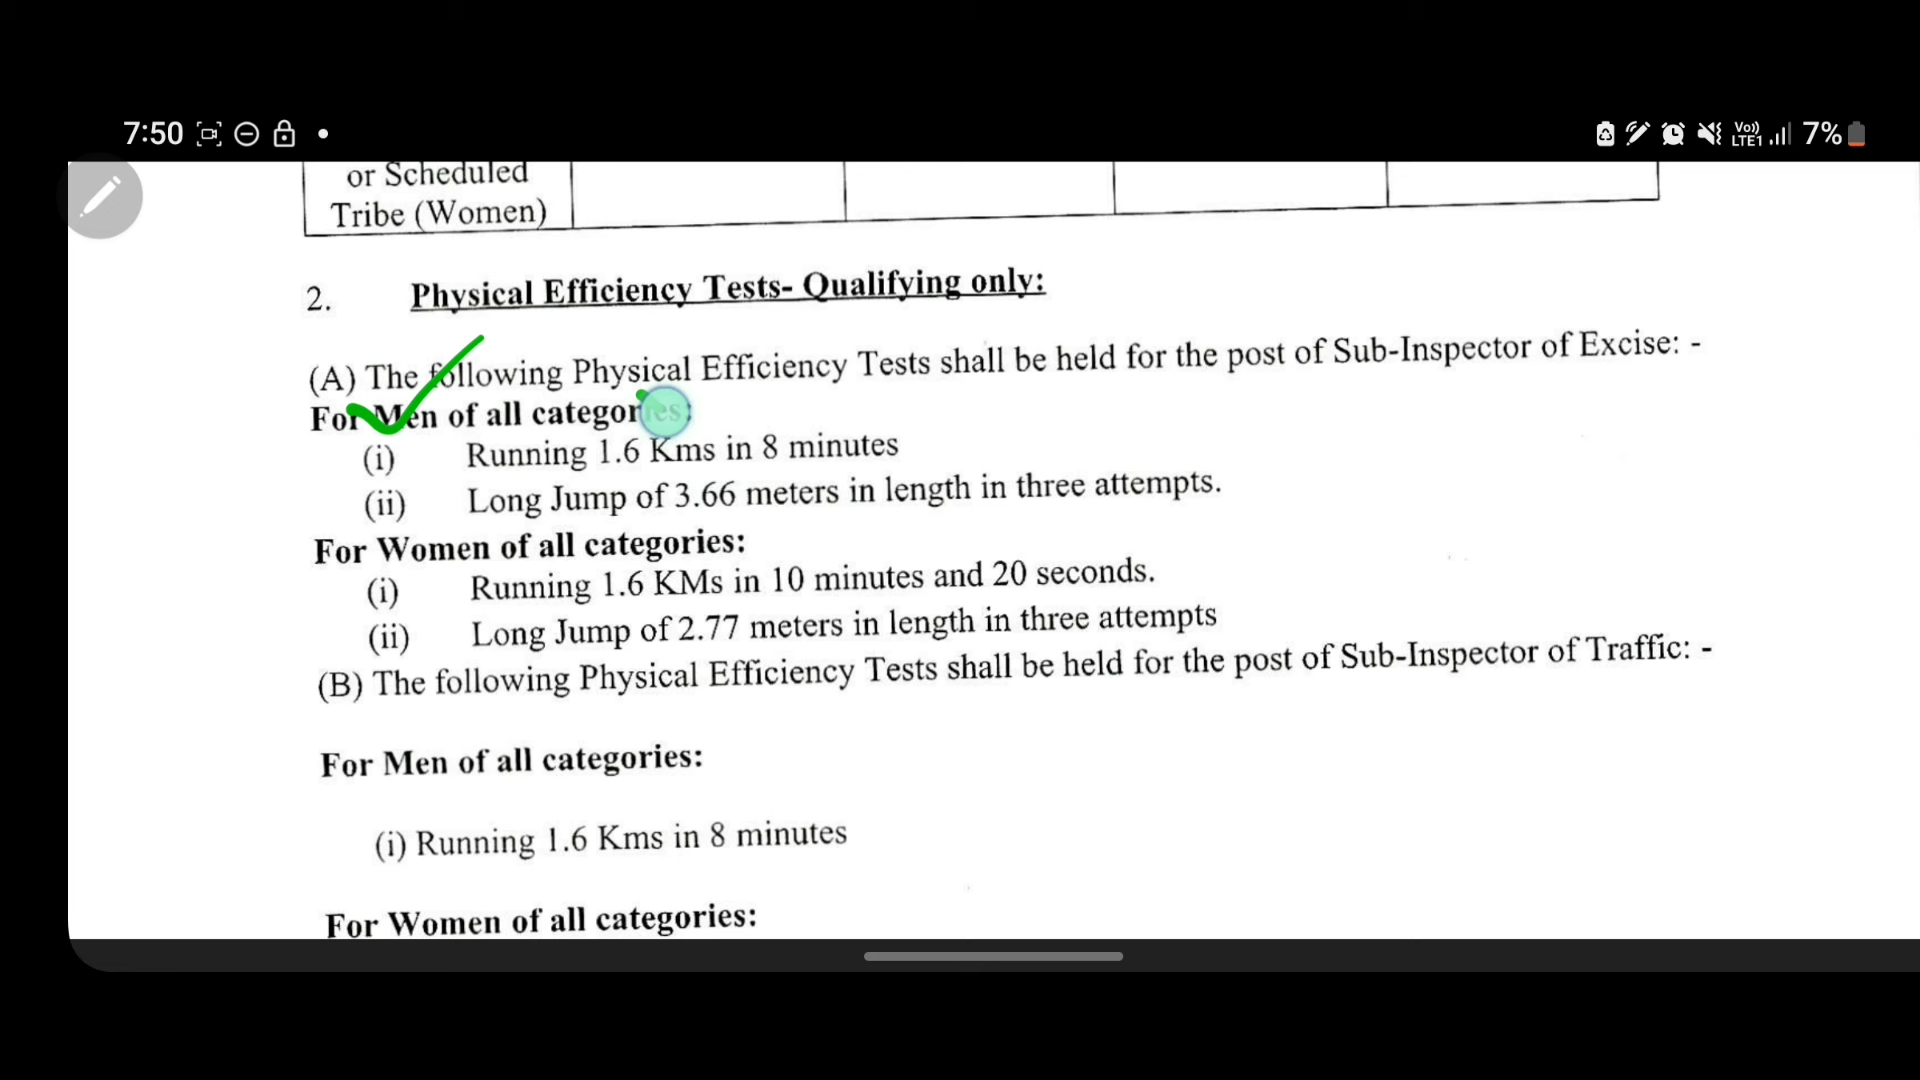 7:50
Vo)) LTE1 7%
or Scheduled
Tribe (Women)
2. Physical Efficiency Tests- Qualifying only:
(A) The following Physical Efficiency Tests shall be held for the post of Sub-Inspector of Excise: -
For Men of all categories:
(i) Running 1.6 Kms in 8 minutes
(ii) Long Jump of 3.66 meters in length in three attempts.
For Women of all categories:
(i) Running 1.6 KMs in 10 minutes and 20 seconds.
(ii) Long Jump of 2.77 meters in length in three attempts
(B) The following Physical Efficiency Tests shall be held for the post of Sub-Inspector of Traffic: -
For Men of all categories:
(i) Running 1.6 Kms in 8 minutes
For Women of all categories: